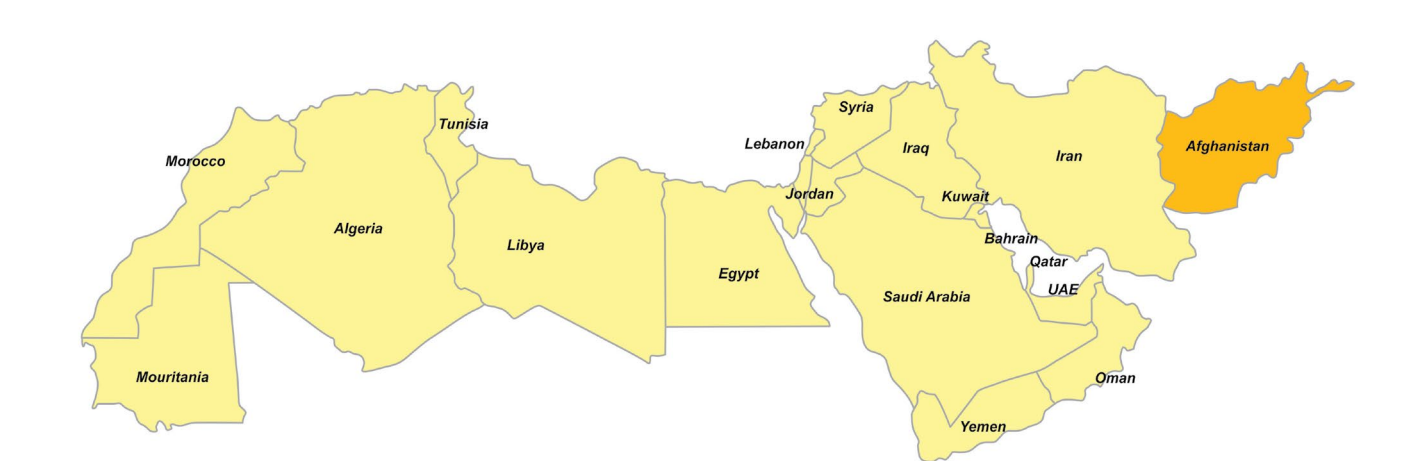 Syria
Tunisia
Lebanon
Afghanistan
Iraq
Iran
Morocco
Jordan
Kuwait
Algeria
Bahrain
Libya
Qatar
Egypt
UAE
Saudi Arabia
Mouritania
Oman
Yemen